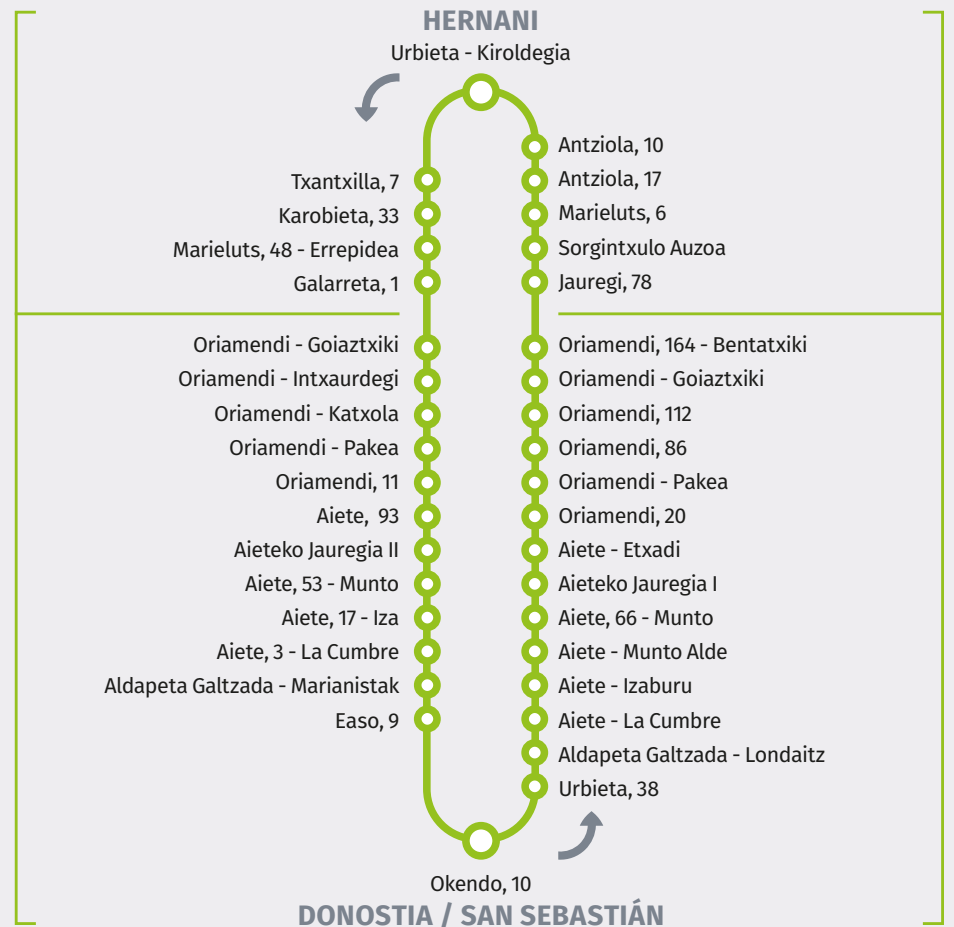 HERNANI
Urbieta - Kiroldegia
Txantxilla, 7
Karobieta, 33
Marieluts, 48 - Errepidea
Galarreta, 1
Oriamendi - Goiaztxiki
Oriamendi - Intxaurdegi
Oriamendi - Katxola
Oriamendi - Pakea
Oriamendi, 11
Aiete, 93
Aieteko Jauregia II
Aiete, 53 - Munto
Aiete, 17 - Iza
Aiete, 3 - La Cumbre
Aldapeta Galtzada - Marianistak
Easo, 9
Antziola, 10
Antziola, 17
Marieluts, 6
Sorgintxulo Auzoa
Jauregi, 78
Oriamendi, 164 - Bentatxiki
Oriamendi - Goiaztxiki
Oriamendi, 112
Oriamendi, 86
Oriamendi - Pakea
Oriamendi, 20
Aiete - Etxadi
Aieteko Jauregia I
Aiete, 66 - Munto
Aiete - Munto Alde
Aiete - Izaburu
Aiete - La Cumbre
Aldapeta Galtzada - Londaitz
Urbieta, 38
Okendo, 10
DONOSTIA / SAN SEBASTIÁN